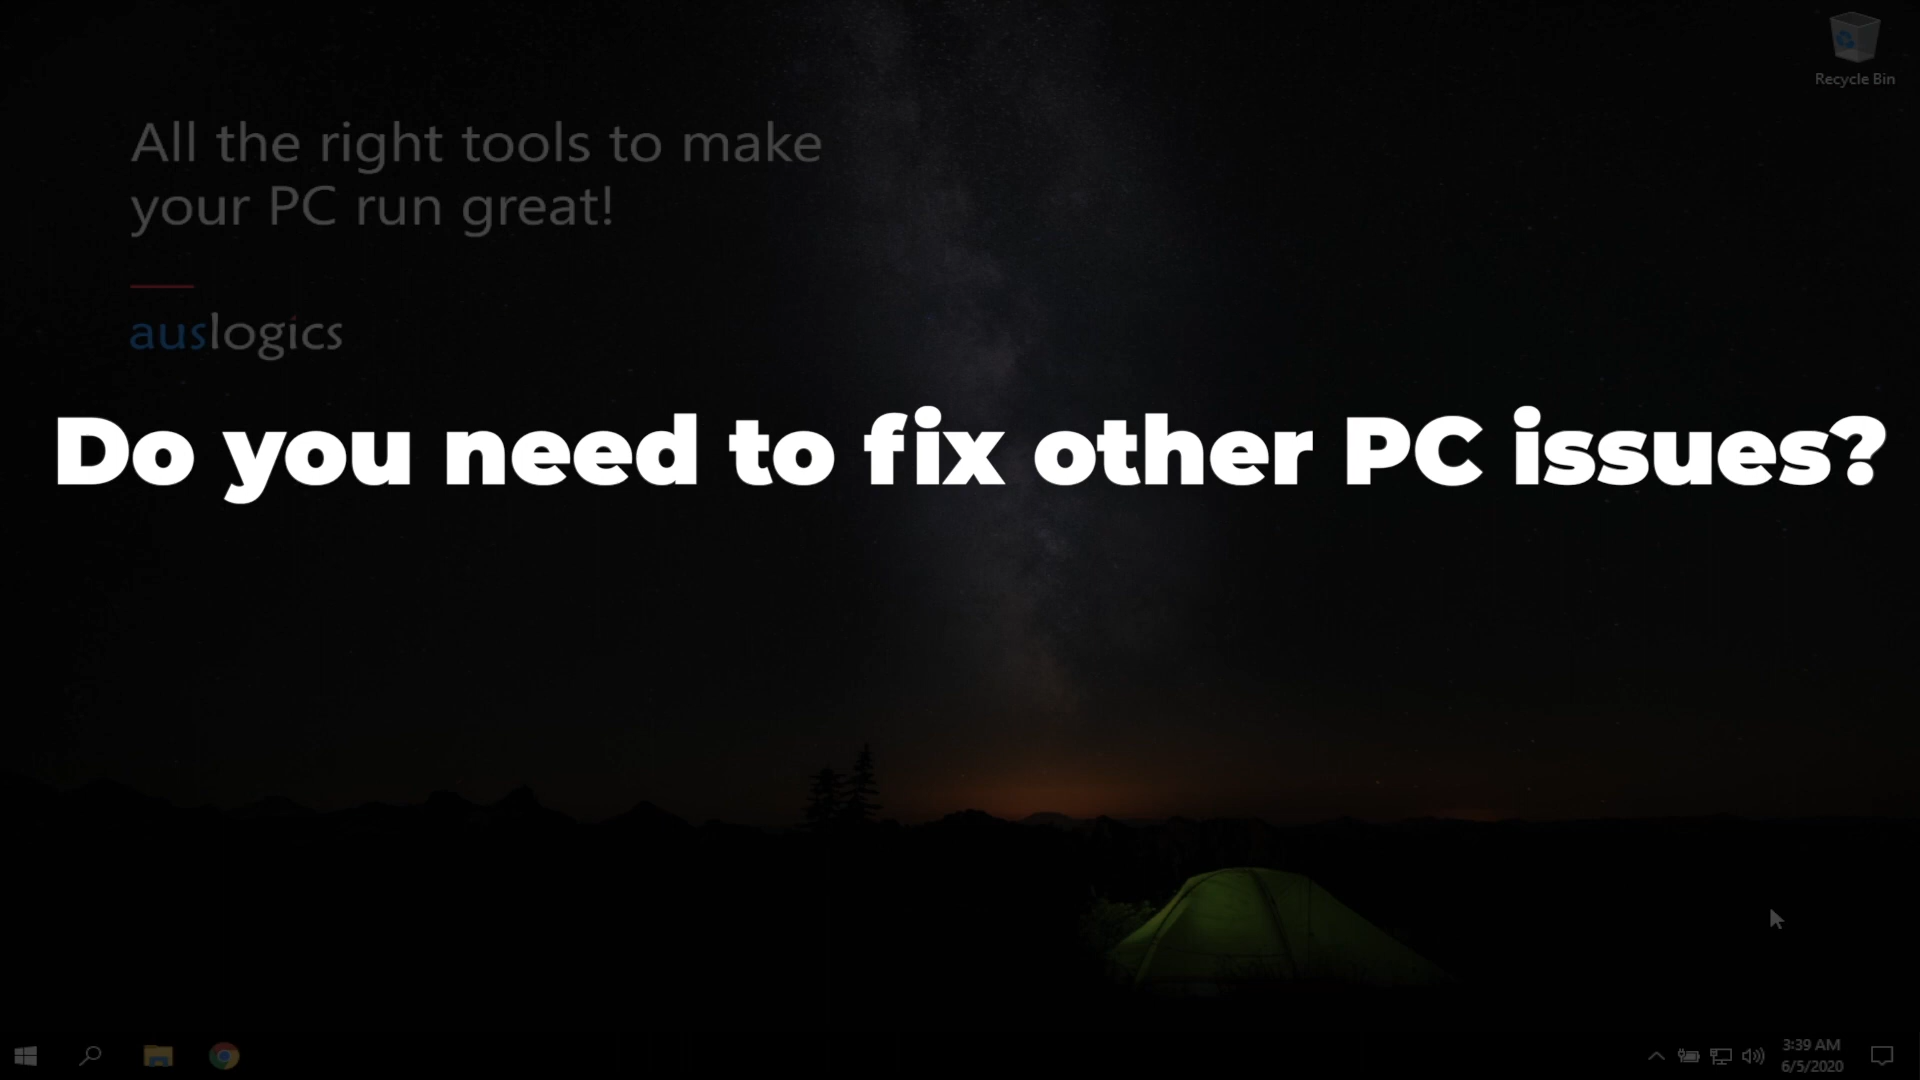 Recycle Bin
All the right tools to make
your PC run great!
auslogics
Do you need to fix other PC issues?
3:39 AM
6/5/2020